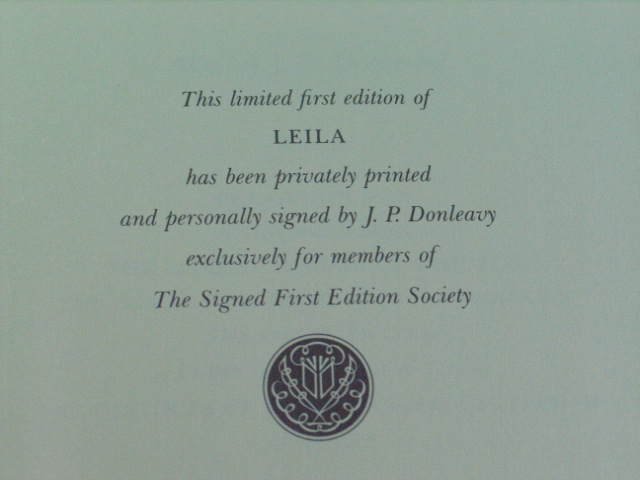 This limited first edition of
LEILA
has been privately printed
and personally signed by J. P. Donleavy
exclusively for members of
The Signed First Edition Society